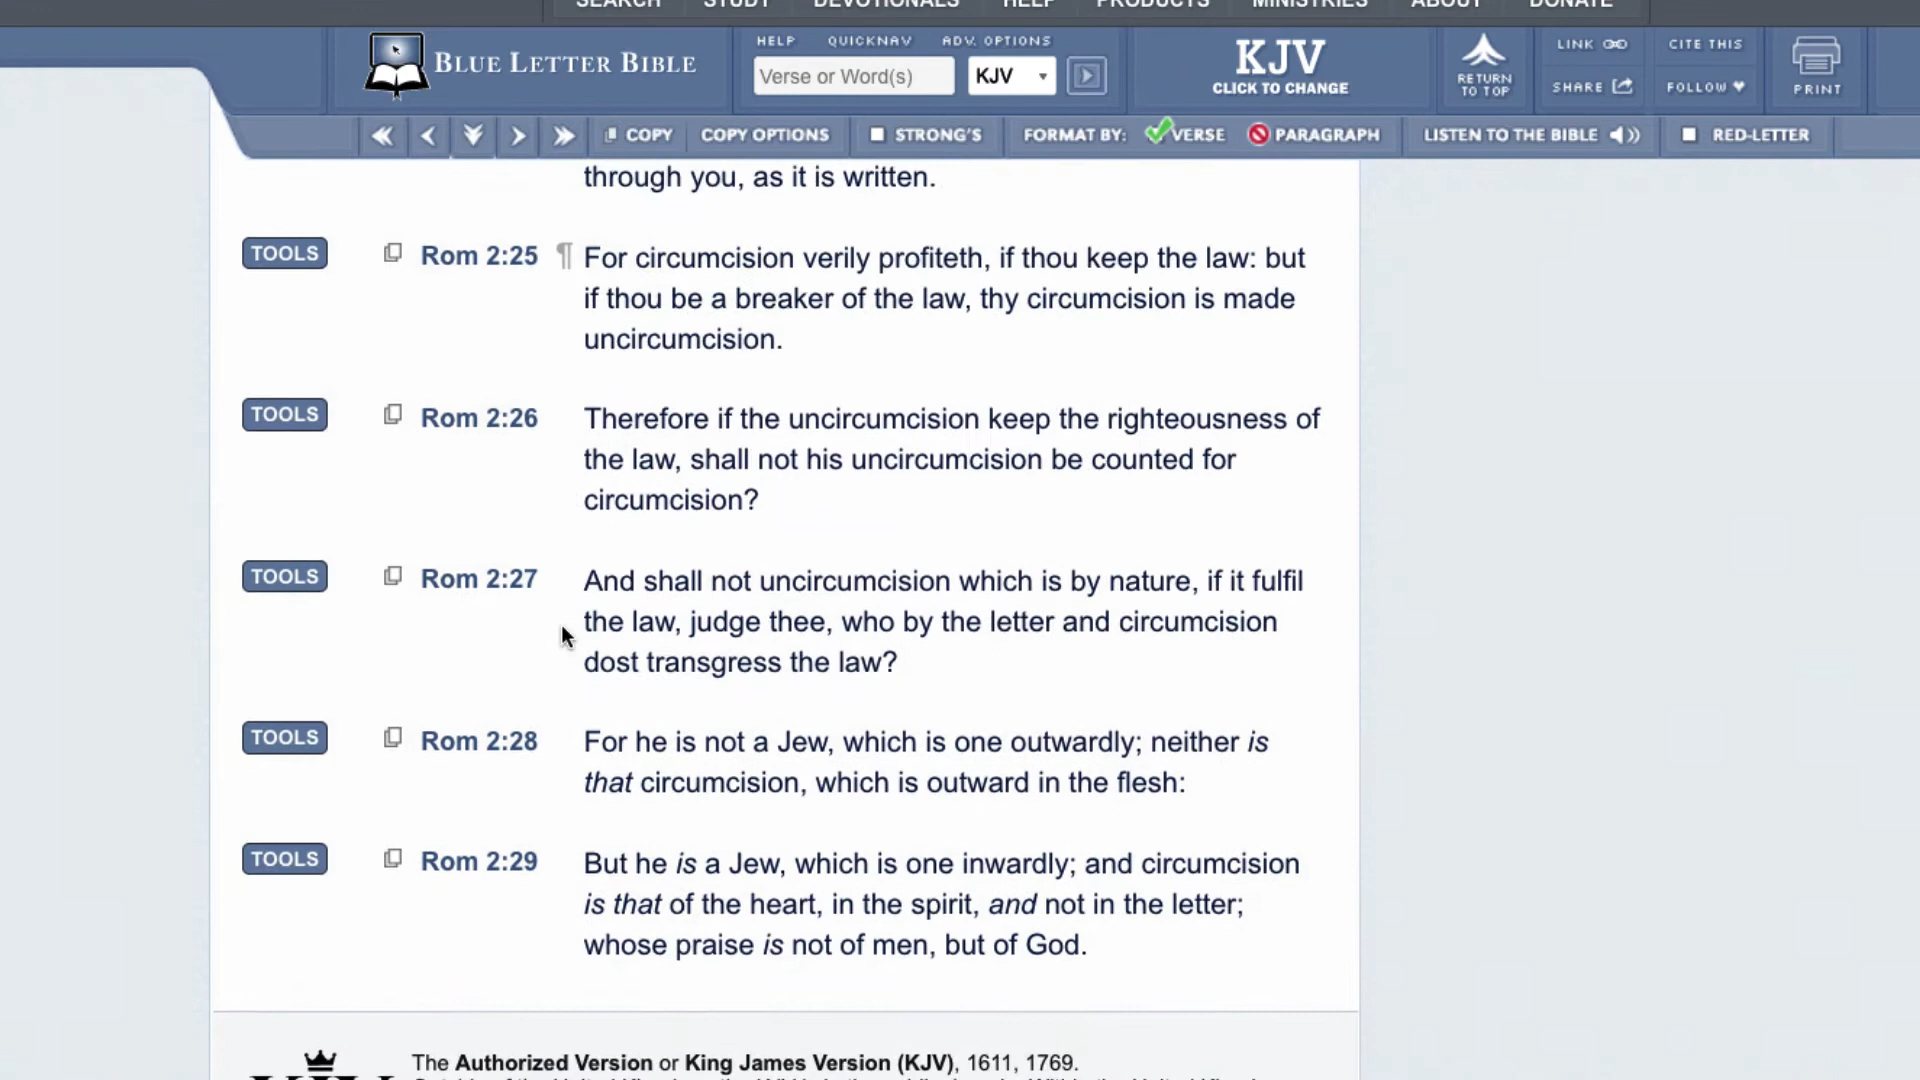 SEARCH STUDY DEVOTIONALS HELP PRODUCTS MINISTRIES ABOUT DONATE
BLUE LETTER BIBLE
HELP QUICKNAV ADV. OPTIONS
Verse or Word(s) KJV
KJV
CLICK TO CHANGE
RETURN
TO TOP
LINK
SHARE
CITE THIS
FOLLOW
PRINT
COPY COPY OPTIONS STRONG'S FORMAT BY: VERSE PARAGRAPH LISTEN TO THE BIBLE RED-LETTER
through you, as it is written.
TOOLS Rom 2:25 ¶ For circumcision verily profiteth, if thou keep the law: but
if thou be a breaker of the law, thy circumcision is made
uncircumcision.
TOOLS Rom 2:26 Therefore if the uncircumcision keep the righteousness of
the law, shall not his uncircumcision be counted for
circumcision?
TOOLS Rom 2:27 And shall not uncircumcision which is by nature, if it fulfil
the law, judge thee, who by the letter and circumcision
dost transgress the law?
TOOLS Rom 2:28 For he is not a Jew, which is one outwardly; neither is
that circumcision, which is outward in the flesh:
TOOLS Rom 2:29 But he is a Jew, which is one inwardly; and circumcision
is that of the heart, in the spirit, and not in the letter;
whose praise is not of men, but of God.
The Authorized Version or King James Version (KJV), 1611, 1769.